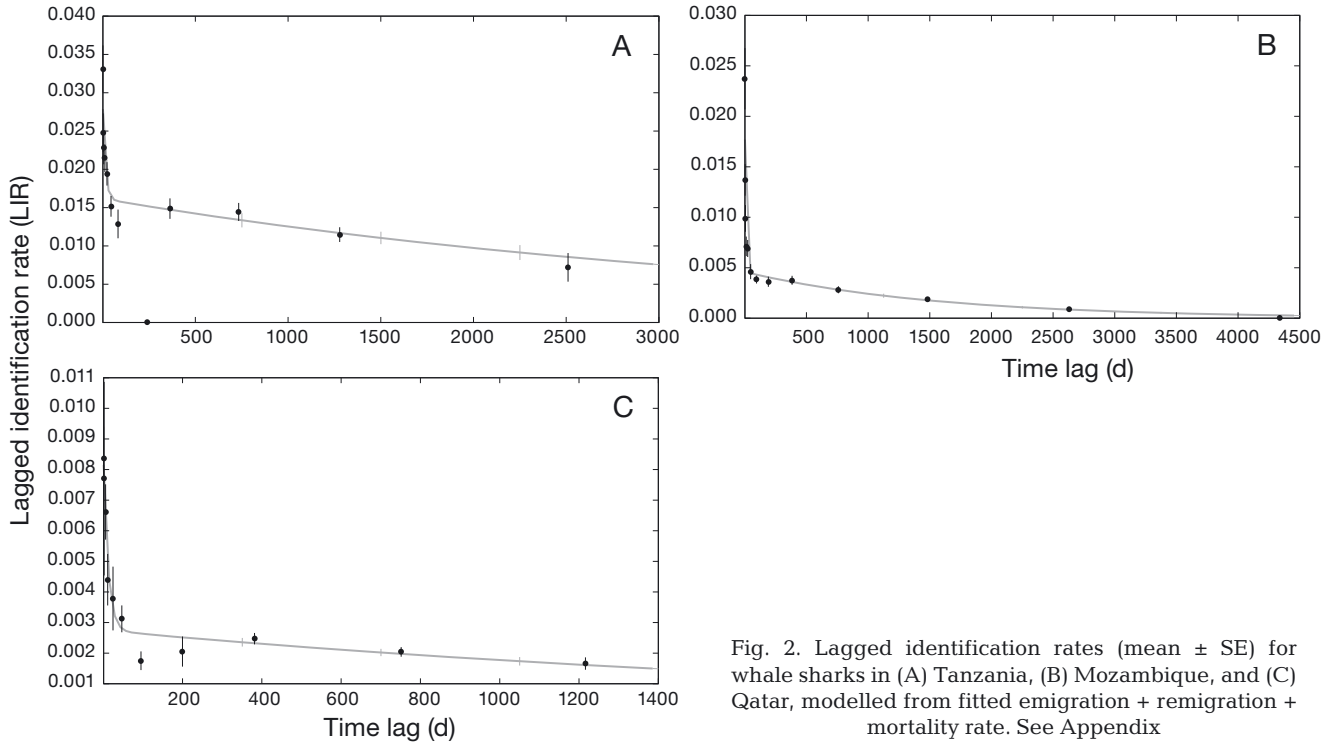 Lagged identification rate (LIR)
0.040
0.035
0.030
0.025
0.020
0.015
0.010
0.005
0.000
A
500 1000 1500 2000 2500 3000
0.030
0.025
0.020
0.015
0.010
0.005
0.000
B
500 1000 1500 2000 2500 3000 3500 4000 4500
Time lag (d)
0.011
0.010
0.009
0.008
0.007
0.006
0.005
0.004
0.003
0.002
0.001
C
200 400 600 800 1000 1200 1400
Time lag (d)
Fig. 2. Lagged identification rates (mean ± SE) for
whale sharks in (A) Tanzania, (B) Mozambique, and (C)
Qatar, modelled from fitted emigration + remigration +
mortality rate. See Appendix